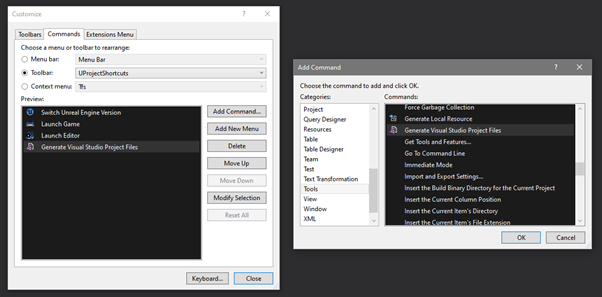 Customize
Toolbars Commands Extensions Menu
Choose a menu or toolbar to rearrange:
Menu bar: Menu Bar
Toolbar: UProjectShortcuts
Context menu: Tfs
Preview:
Switch Unreal Engine Version
Launch Game
Launch Editor
Generate Visual Studio Project Files
Add Command...
Add New Menu
Delete
Move Up
Move Down
Modify Selection
Reset All
Keyboard... Close
Add Command
Choose the command to add and click OK.
Categories:
Project
Query Designer
Resources
Table
Table Designer
Team
Test
Text Transformation
Tools
View
Window
XML
Commands:
Force Garbage Collection
Generate Local Resource
Generate Visual Studio Project Files
Get Tools and Features...
Go To Command Line
Immediate Mode
Import and Export Settings...
Insert the Build Binary Directory for the Current Project
Insert the Current Column Position
Insert the Current Item's Directory
Insert the Current Item's File Extension
OK Cancel